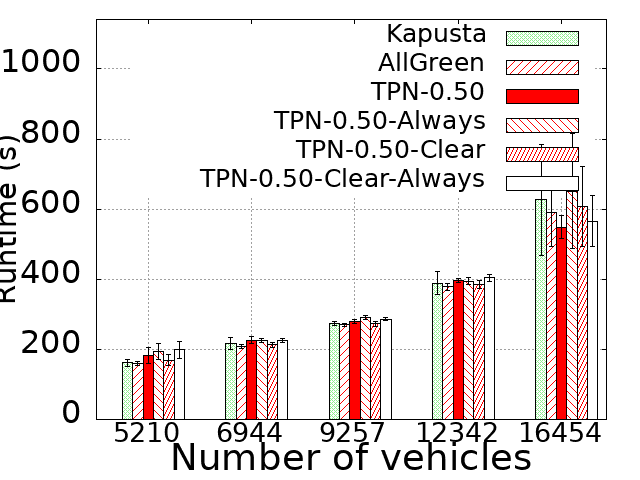 Kapusta
AllGreen
TPN-0.50
TPN-0.50-Always
TPN-0.50-Clear
TPN-0.50-Clear-Always
1000
800
600
400
200
0
Runtime (s)
5210 6944 9257 12342 16454
Number of vehicles